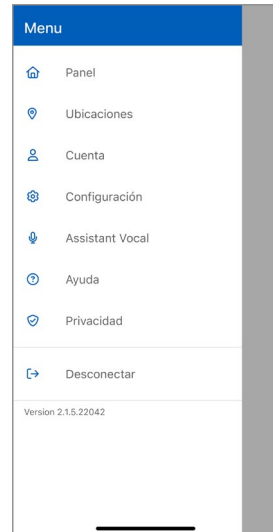 Menu
Panel
Ubicaciones
Cuenta
Configuración
Assistant Vocal
Ayuda
Privacidad
Desconectar
Version 2.1.5.22042